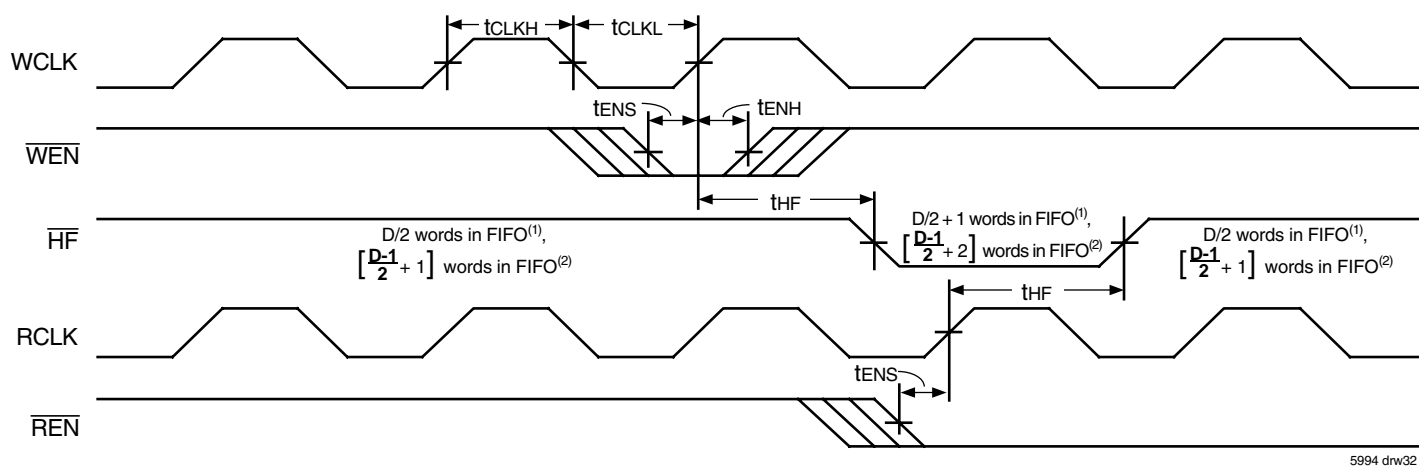 tCLKH tCLKL
WCLK
tENS tENH
WEN
tHF
HF
D/2 words in FIFO(1),
[D-1/2 + 1] words in FIFO(2)
D/2 + 1 words in FIFO(1),
[D-1/2 + 2] words in FIFO(2)
D/2 words in FIFO(1),
[D-1/2 + 1] words in FIFO(2)
tHF
RCLK
tENS
REN
5994 drw32